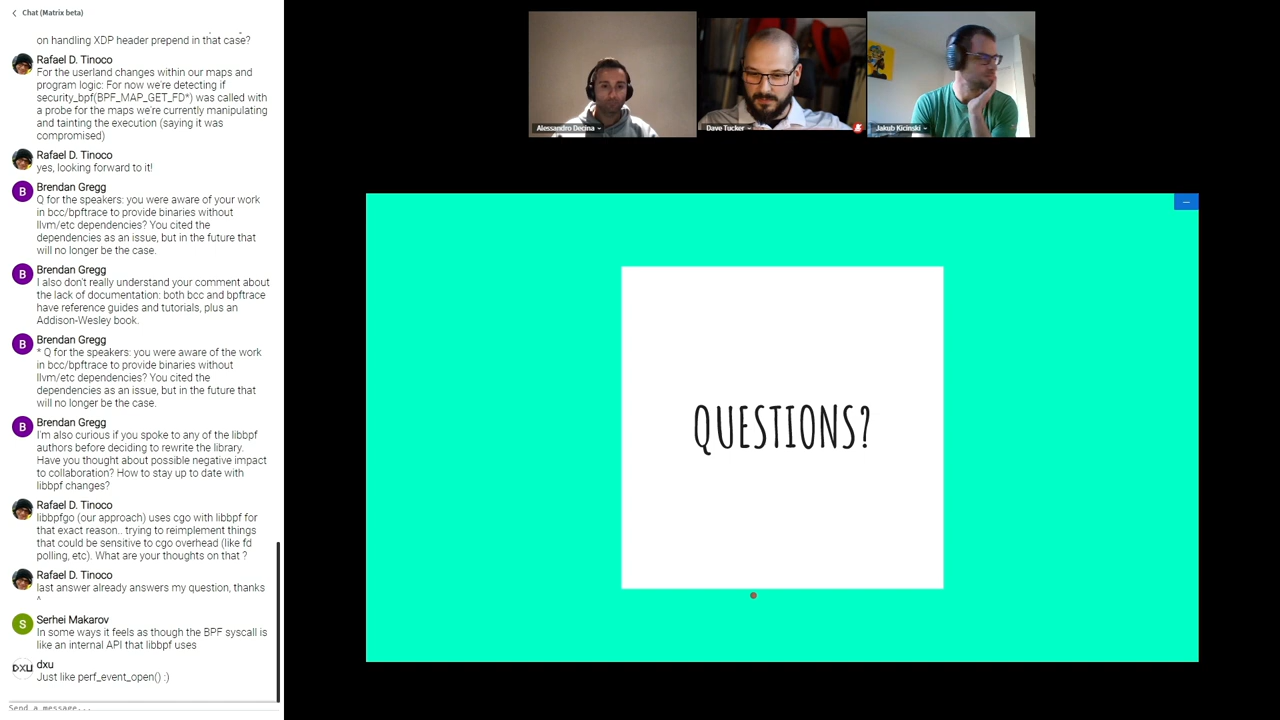 Chat (Matrix beta)
on handling XDP header prepend in that case?
Rafael D. Tinoco
For the userland changes within our maps and
program logic: For now we're detecting if
security_bpf(BPF_MAP_GET_FD*) was called with
a probe for the maps we're currently manipulating
and tainting the execution (saying it was
compromised)
Rafael D. Tinoco
yes, looking forward to it!
B
Brendan Gregg
Q for the speakers: you were aware of your work
in bcc/bpftrace to provide binaries without
llvm/etc dependencies? You cited the
dependencies as an issue, but in the future that
will no longer be the case.
B
Brendan Gregg
I also don't really understand your comment about
the lack of documentation: both bcc and bpftrace
have reference guides and tutorials, plus an
Addison-Wesley book.
B
Brendan Gregg
* Q for the speakers: you were aware of the work
in bcc/bpftrace to provide binaries without
llvm/etc dependencies? You cited the
dependencies as an issue, but in the future that
will no longer be the case.
B
Brendan Gregg
I'm also curious if you spoke to any of the libbpf
authors before deciding to rewrite the library.
Have you thought about possible negative impact
to collaboration? How to stay up to date with
libbpf changes?
Rafael D. Tinoco
libbpfgo (our approach) uses cgo with libbpf for
that exact reason.. trying to reimplement things
that could be sensitive to cgo overhead (like fd
polling, etc). What are your thoughts on that ?
Rafael D. Tinoco
last answer already answers my question, thanks
^
S
Serhei Makarov
In some ways it feels as though the BPF syscall is
like an internal API that libbpf uses
DXU
dxu
Just like perf_event_open() :)
Send a message...
Alessandro Decina
Dave Tucker
Jakub Kicinski
QUESTIONS?